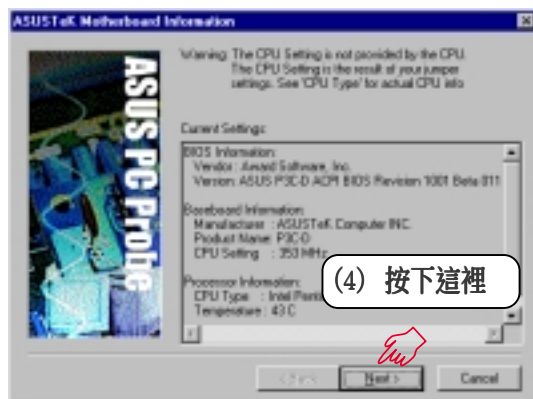 ASUSTeK Motherboard Information
ASUS PC Probe
Warning: The CPU Setting is not provided by the CPU.
The CPU Setting is the result of your jumper
settings. See 'CPU Type' for actual CPU info
Current Settings:
BIOS Information:
Vendor : Award Software, Inc.
Version: ASUS P3C-D ACPI BIOS Revision 1001 Beta 011
Baseboard Information:
Manufacturer : ASUSTeK Computer INC.
Product Name: P3C-D
CPU Setting : 350 MHz
Processor Information:
CPU Type : Intel
Temperature : 43 C
(4) 按下這裡
< Back
Next >
Cancel